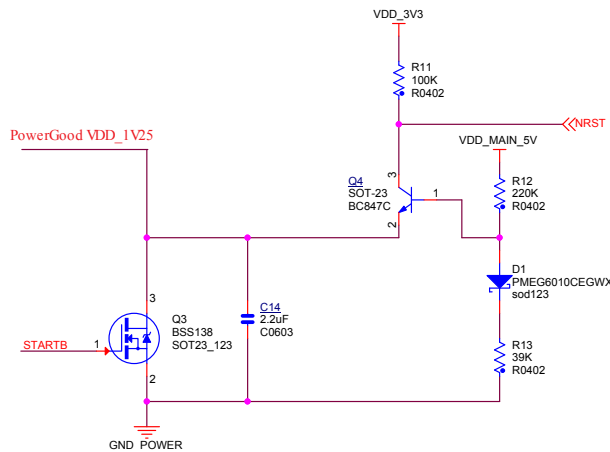 VDD_3V3
R11
100K
R0402
NRST
PowerGood VDD_1V25
VDD_MAIN_5V
Q4
SOT-23
BC847C
3
1
2
R12
220K
R0402
D1
PMEG6010CEGWX
sod123
3
Q3
BSS138
SOT23_123
C14
2.2uF
C0603
STARTB
1
2
R13
39K
R0402
GND_POWER